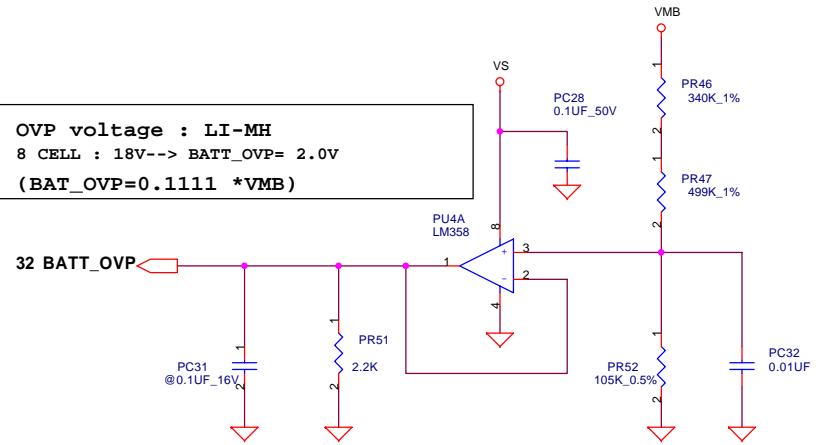 VMB
VS
PC28
0.1UF_50V
1
PR46
340K_1%
2
OVP voltage : LI-MH
8 CELL : 18V--> BATT_OVP= 2.0V
(BAT_OVP=0.1111 *VMB)
1
PR47
499K_1%
2
PU4A
LM358
8
+
3
32 BATT_OVP
1
-
2
4
1
PC31
@0.1UF_16V
2
1
PR51
2.2K
2
1
PR52
105K_0.5%
2
PC32
0.01UF